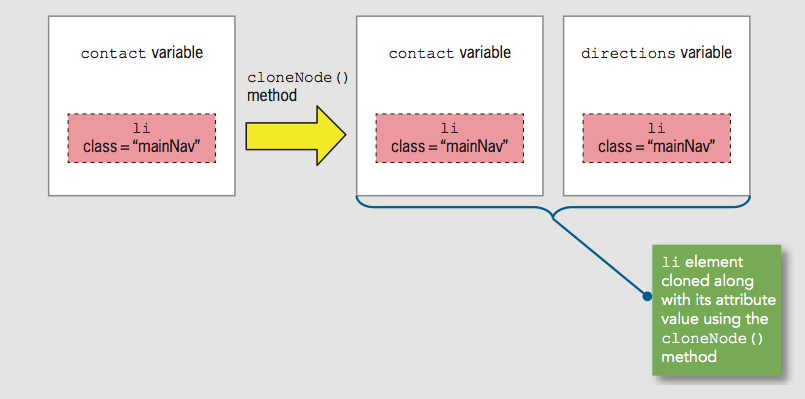 contact variable
li
class = “mainNav”
cloneNode()
method
contact variable
li
class = “mainNav”
directions variable
li
class = “mainNav”
li element
cloned along
with its attribute
value using the
cloneNode()
method